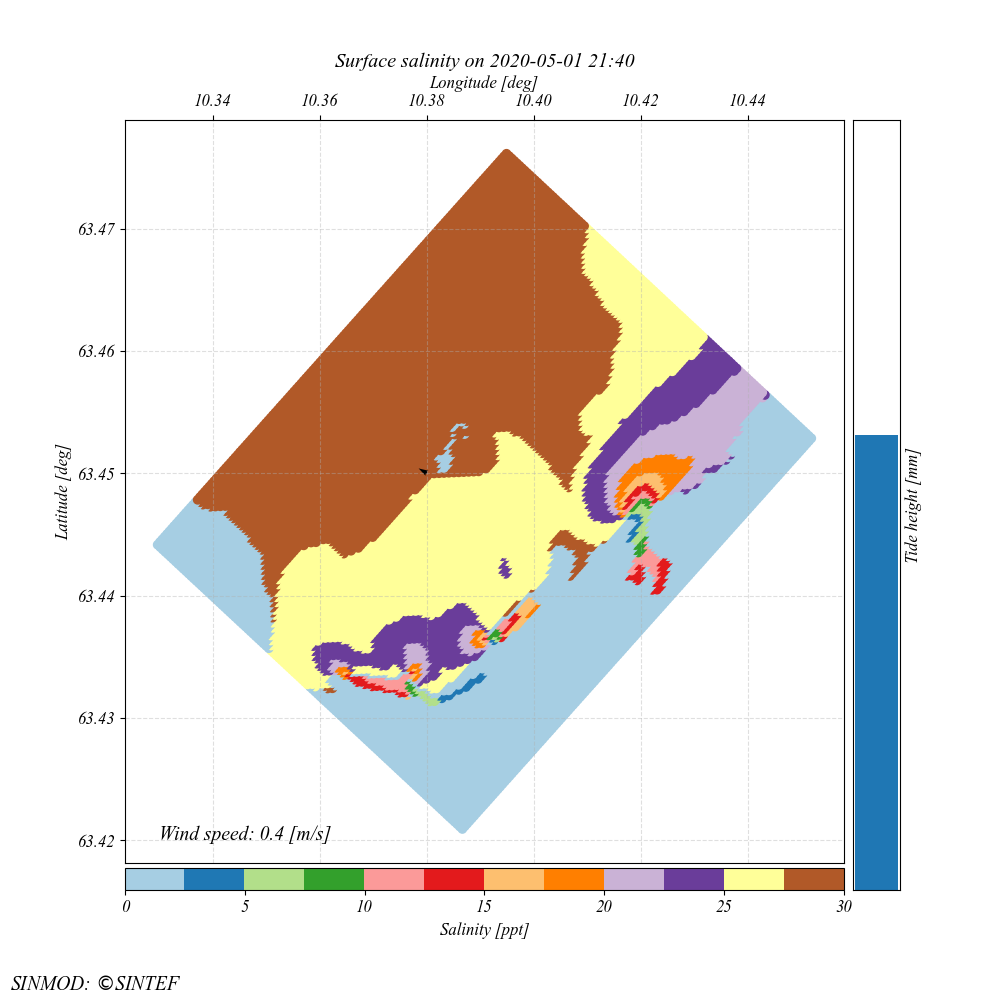 Surface salinity on 2020-05-01 21:40
Longitude [deg]
10.34 10.36 10.38 10.40 10.42 10.44
63.47
63.46
63.45
63.44
63.43
63.42
Latitude [deg]
Tide height [mm]
Wind speed: 0.4 [m/s]
0 5 10 15 20 25 30
Salinity [ppt]
SINMOD: ©SINTEF